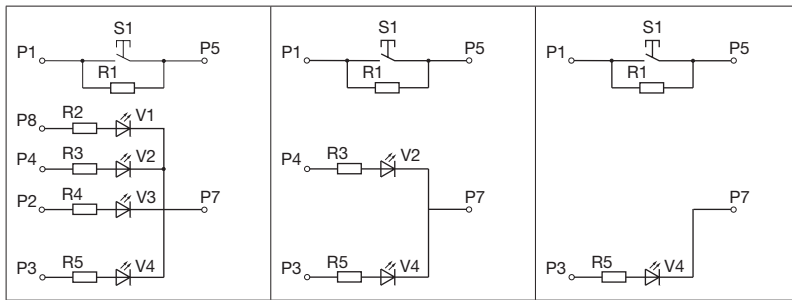 S1
P1 P5
R1
P8 R2 V1
P4 R3 V2
P2 R4 V3 P7
P3 R5 V4
S1
P1 P5
R1
P4 R3 V2
P7
P3 R5 V4
S1
P1 P5
R1
P7
P3 R5 V4